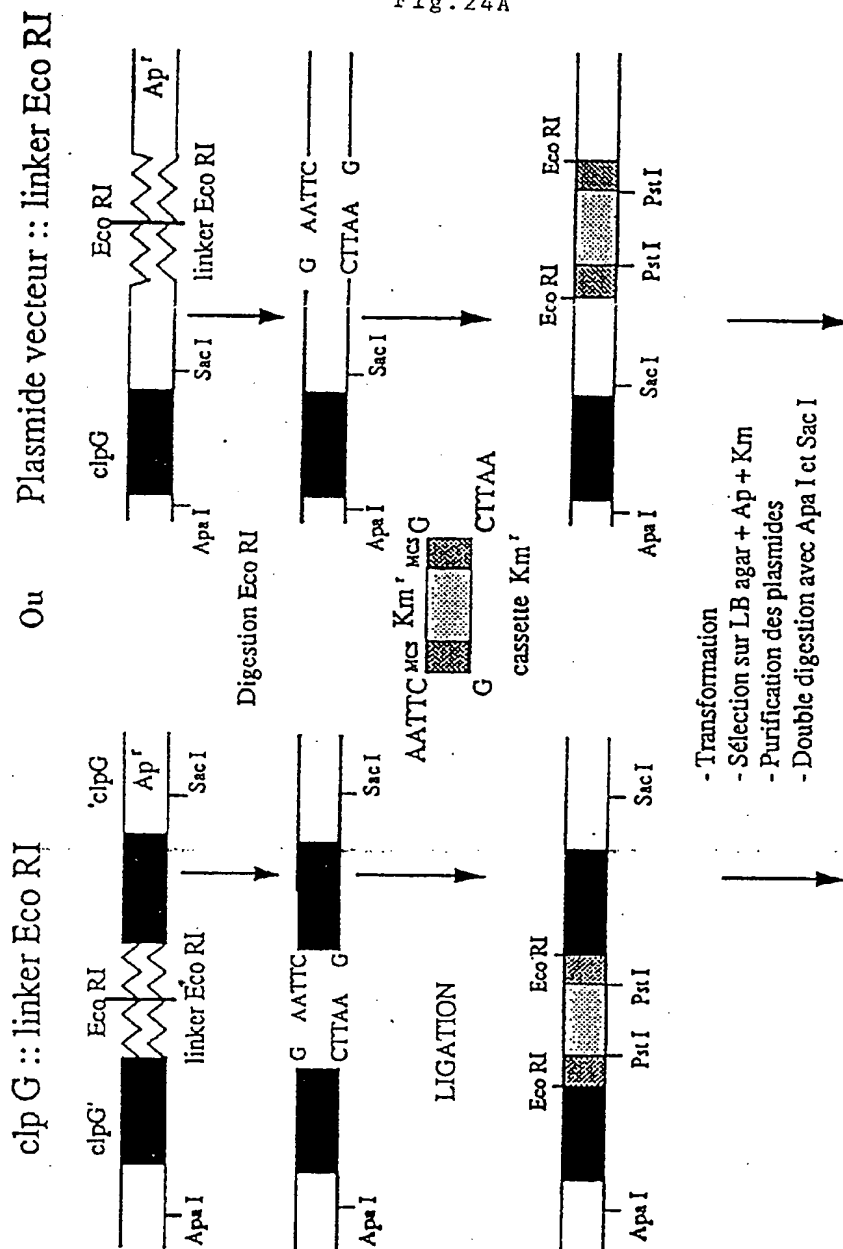 Fig.24A
clp G :: linker Eco RI
Ou
Plasmide vecteur :: linker Eco RI
clpG'
Eco RI
'clpG
Ap^r
Apa I
linker Eco RI
Sac I
clpG
Eco RI
Ap^r
Apa I
Sac I
linker Eco RI
Digestion Eco RI
G AATTC
CTTAA G
Sac I
G AATTC
CTTAA G
Apa I
Sac I
LIGATION
AATTC MCS Km^r MCS G
G CTTAA
cassette Km^r
Eco RI
Eco RI
Apa I
Pst I
Pst I
Sac I
Eco RI
Eco RI
Apa I
Sac I
Pst I
Pst I
- Transformation
- Sélection sur LB agar + Ap + Km
- Purification des plasmides
- Double digestion avec Apa I et Sac I